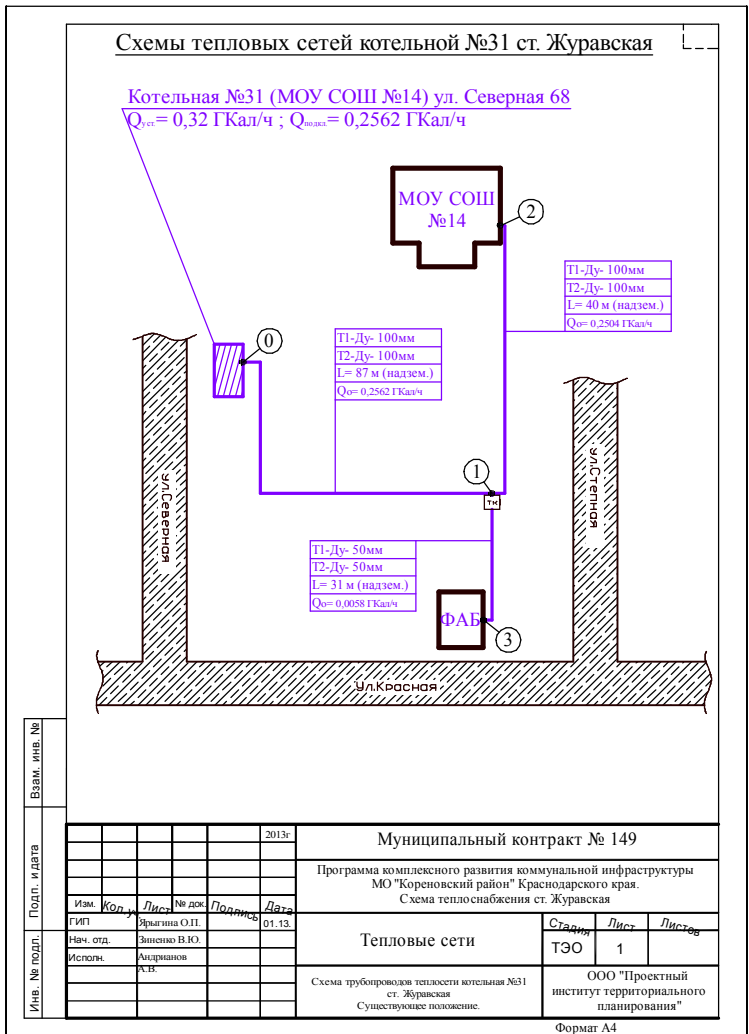 Схемы тепловых сетей котельной №31 ст. Журавская
Котельная №31 (МОУ СОШ №14) ул. Северная 68
Qуст.= 0,32 ГКал/ч ; Qподкл.= 0,2562 ГКал/ч
МОУ СОШ
№14
2
Т1-Ду- 100мм
Т2-Ду- 100мм
L= 40 м (надзем.)
Qo= 0,2504 ГКал/ч
0
Т1-Ду- 100мм
Т2-Ду- 100мм
L= 87 м (надзем.)
Qo= 0,2562 ГКал/ч
1
тк
ул.Северная
ул.Степная
Т1-Ду- 50мм
Т2-Ду- 50мм
L= 31 м (надзем.)
Qo= 0,0058 ГКал/ч
ФАБ
3
ул.Красная
Взам. инв. №
Подп. и дата
Инв. № подл.
2013г
Муниципальный контракт № 149
Программа комплексного развития коммунальной инфраструктуры
МО "Кореновский район" Краснодарского края.
Схема теплоснабжения ст. Журавская
Изм. Кол.уч Лист № док. Подпись Дата
ГИП Ярыгина О.П. 01.13.
Нач. отд. Зиненко В.Ю.
Исполн. Андрианов
А.В.
Тепловые сети
Стадия Лист Листов
ТЭО 1
Схема трубопроводов теплосети котельная №31
ст. Журавская
Существующее положение.
ООО "Проектный
институт территориального
планирования"
Формат А4